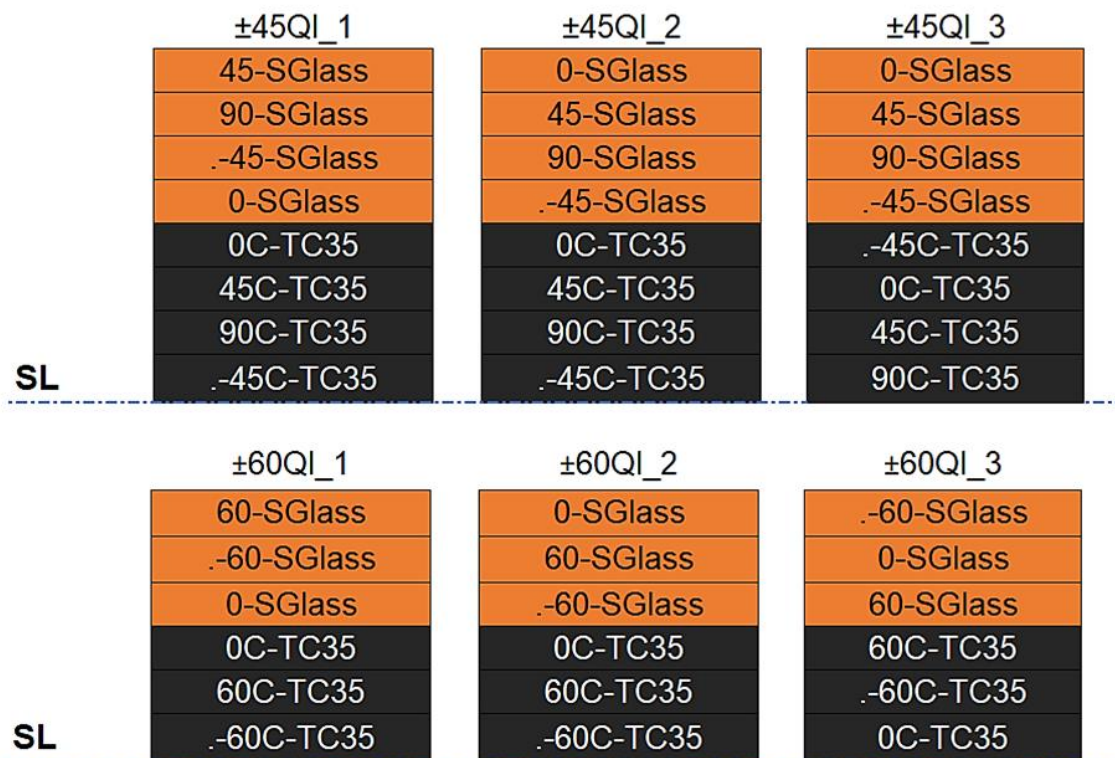 ±45QI_1 ±45QI_2 ±45QI_3
45-SGlass 0-SGlass 0-SGlass
90-SGlass 45-SGlass 45-SGlass
.-45-SGlass 90-SGlass 90-SGlass
0-SGlass .-45-SGlass .-45-SGlass
0C-TC35 0C-TC35 .-45C-TC35
45C-TC35 45C-TC35 0C-TC35
90C-TC35 90C-TC35 45C-TC35
SL .-45C-TC35 .-45C-TC35 90C-TC35
±60QI_1 ±60QI_2 ±60QI_3
60-SGlass 0-SGlass .-60-SGlass
.-60-SGlass 60-SGlass 0-SGlass
0-SGlass .-60-SGlass 60-SGlass
0C-TC35 0C-TC35 60C-TC35
60C-TC35 60C-TC35 .-60C-TC35
SL .-60C-TC35 .-60C-TC35 0C-TC35